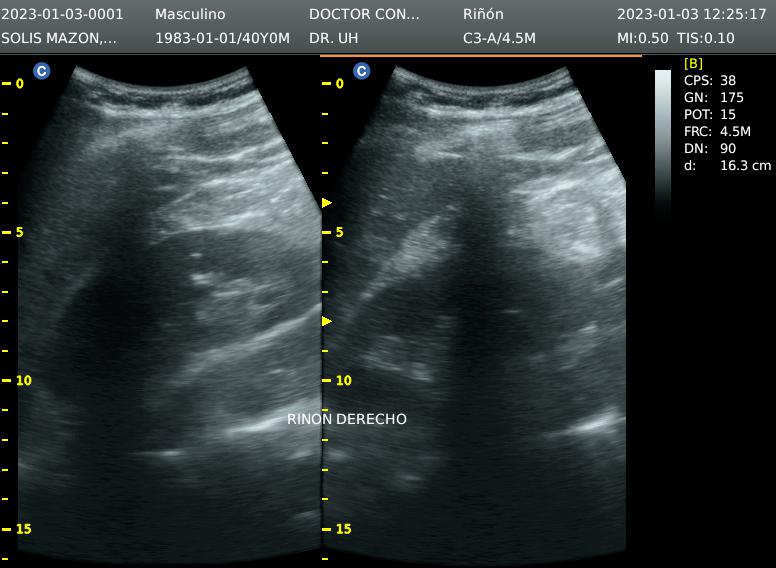 2023-01-03-0001 Masculino DOCTOR CON... Riñón 2023-01-03 12:25:17
SOLIS MAZON,... 1983-01-01/40Y0M DR. UH C3-A/4.5M MI:0.50 TIS:0.10
C C
[B]
CPS: 38
GN: 175
POT: 15
FRC: 4.5M
DN: 90
d: 16.3 cm
0 0
5 5
10 10
RINON DERECHO
15 15